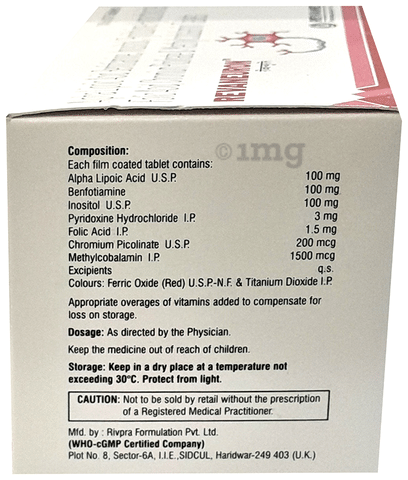 REVANEURON
©1mg
Composition:
Each film coated tablet contains:
Alpha Lipoic Acid U.S.P. 100 mg
Benfotiamine 100 mg
Inositol U.S.P. 100 mg
Pyridoxine Hydrochloride I.P. 3 mg
Folic Acid I.P. 1.5 mg
Chromium Picolinate U.S.P. 200 mcg
Methylcobalamin I.P. 1500 mcg
Excipients q.s.
Colours: Ferric Oxide (Red) U.S.P.-N.F. & Titanium Dioxide I.P.
Appropriate overages of vitamins added to compensate for
loss on storage.
Dosage: As directed by the Physician.
Keep the medicine out of reach of children.
Storage: Keep in a dry place at a temperature not
exceeding 30°C. Protect from light.
CAUTION: Not to be sold by retail without the prescription
of a Registered Medical Practitioner.
Mfd. by : Rivpra Formulation Pvt. Ltd.
(WHO-cGMP Certified Company)
Plot No. 8, Sector-6A, I.I.E.,SIDCUL, Haridwar-249 403 (U.K.)